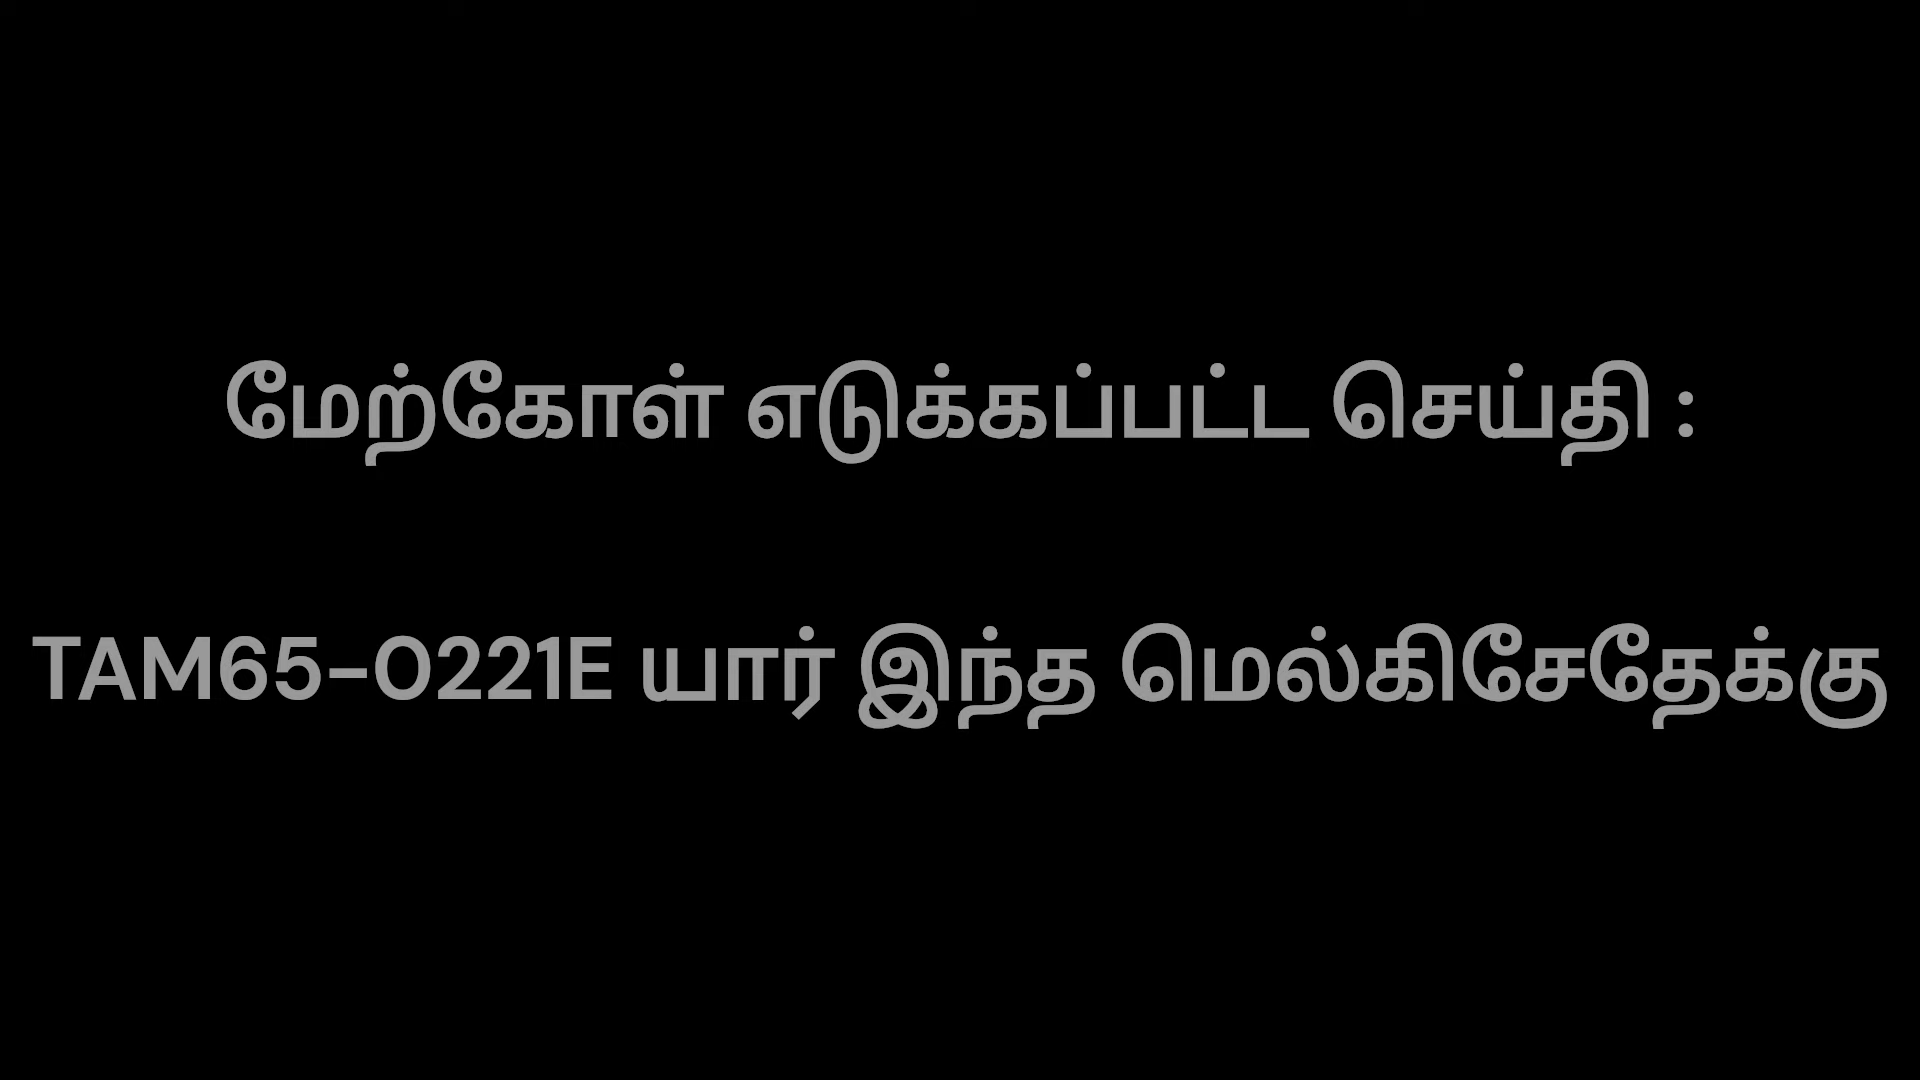 மேற்கோள் எடுக்கப்பட்ட செய்தி :
TAM65-0221E யார் இந்த மெல்கிசேதேக்கு